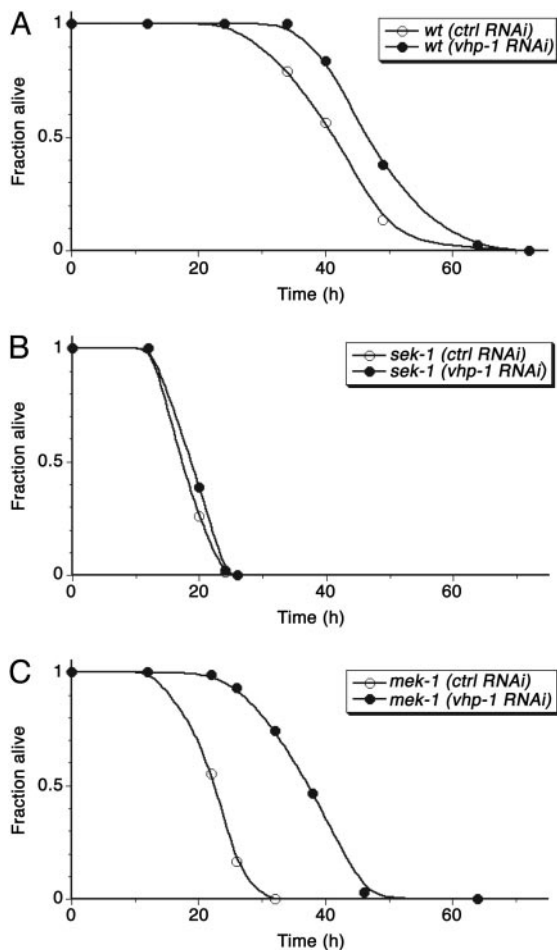 A
1
wt (ctrl RNAi)
wt (vhp-1 RNAi)
Fraction alive
0.5
0
0
20
40
60
Time (h)
B
1
sek-1 (ctrl RNAi)
sek-1 (vhp-1 RNAi)
Fraction alive
0.5
0
0
20
40
60
Time (h)
C
1
mek-1 (ctrl RNAi)
mek-1 (vhp-1 RNAi)
Fraction alive
0.5
0
0
20
40
60
Time (h)